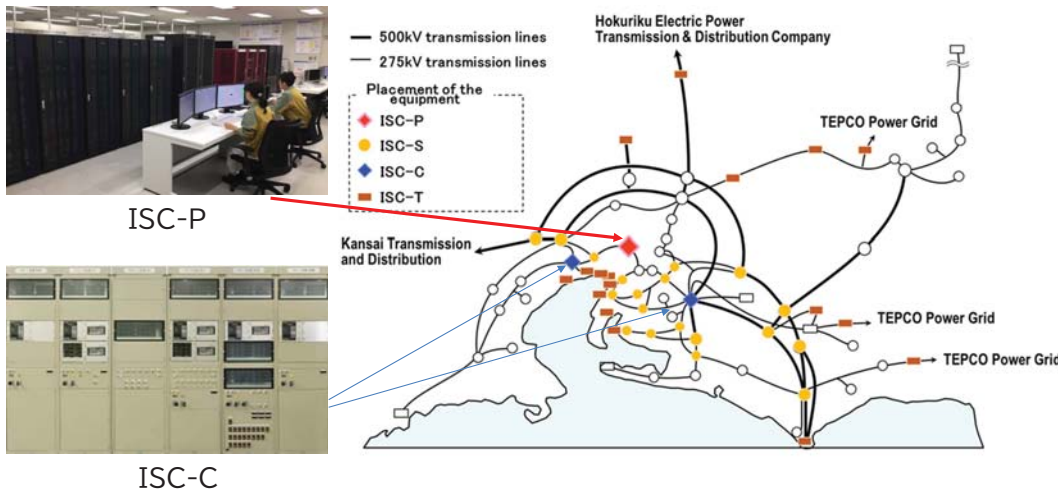 ISC-P
ISC-C
500kV transmission lines
275kV transmission lines
Placement of the
equipment
ISC-P
ISC-S
ISC-C
ISC-T
Hokuriku Electric Power
Transmission & Distribution Company
TEPCO Power Grid
Kansai Transmission
and Distribution
TEPCO Power Grid
TEPCO Power Grid